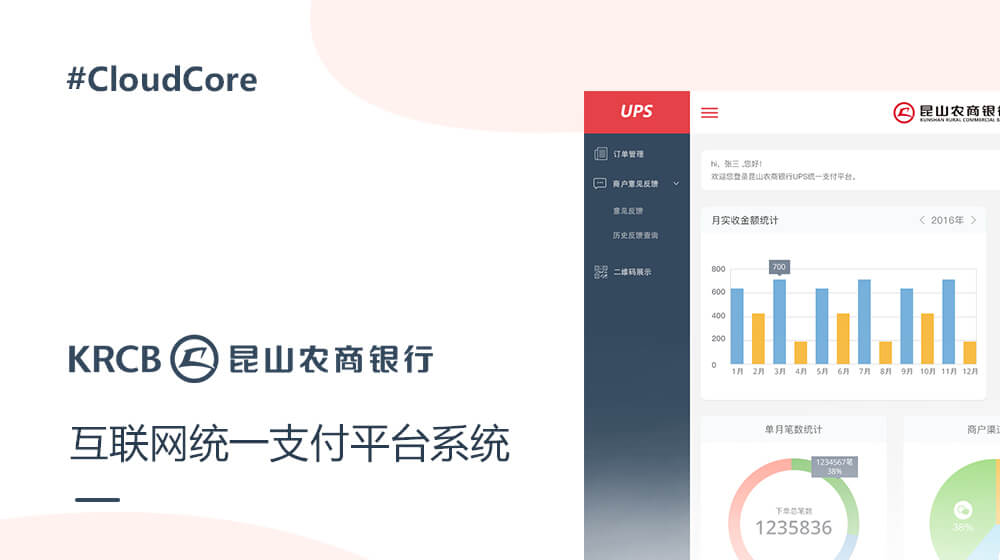 #CloudCore
KRCB 昆山农商银行
互联网统一支付平台系统
UPS
昆山农商银行
KUNSHAN RURAL COMMERCIAL
订单管理
商户意见反馈
意见反馈
历史反馈查询
二维码展示
hi，张三 ,您好！
欢迎您登录昆山农商银行UPS统一支付平台。
月实收金额统计
2016年
700
800
600
400
200
0
1月 2月 3月 4月 5月 6月 7月 8月 9月 10月 11月 12月
单月笔数统计
1234567笔
38%
下单总笔数
1235836
商户渠道
38%